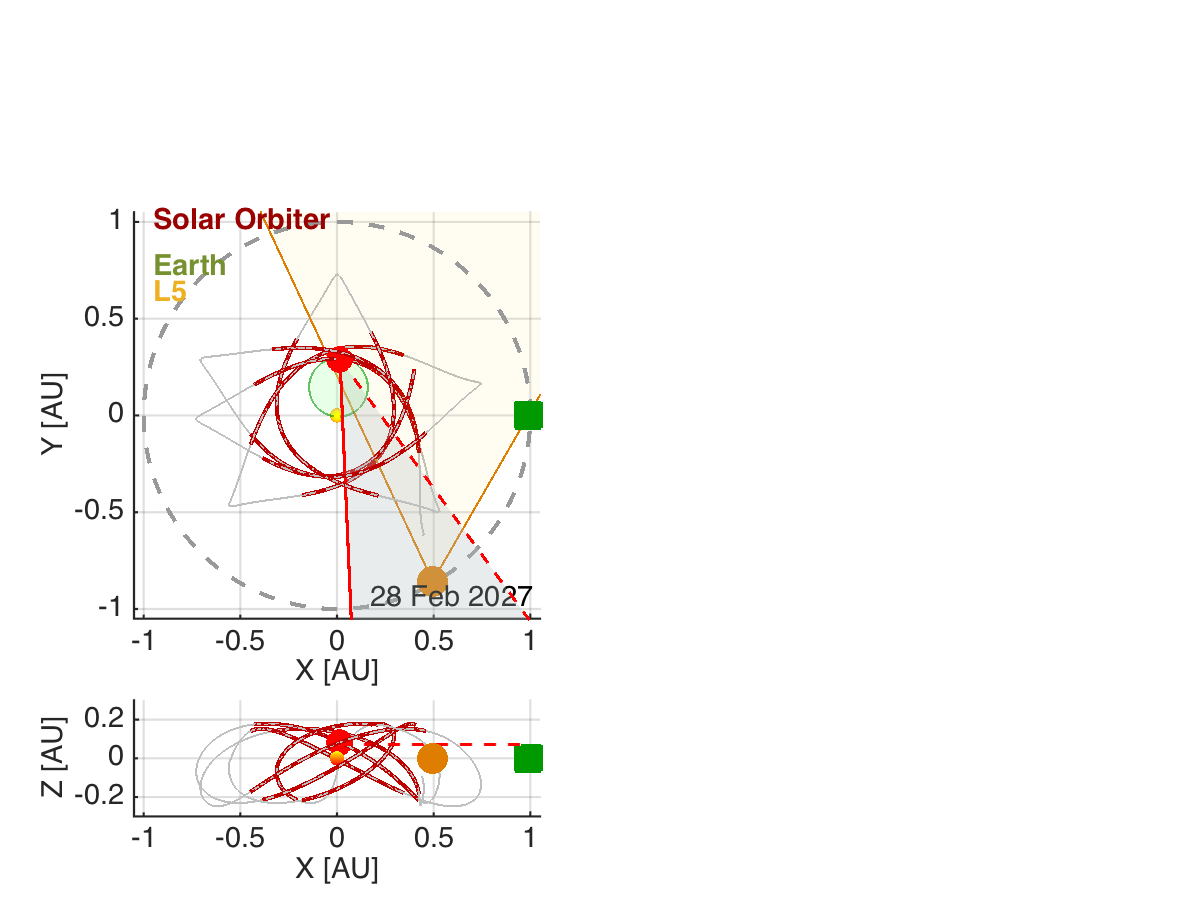 Solar Orbiter
Earth
L5
1
0.5
0
-0.5
-1
Y [AU]
28 Feb 2027
-1 -0.5 0 0.5 1
X [AU]
0.2
0
-0.2
Z [AU]
-1 -0.5 0 0.5 1
X [AU]